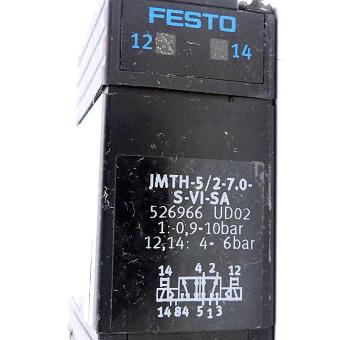 FESTO
12 14
JMTH-5/2-7.0-
S-VI-SA
526966 UD02
1:-0,9-10bar
12,14: 4- 6bar
14 4 2 12
14 84 5 1 3